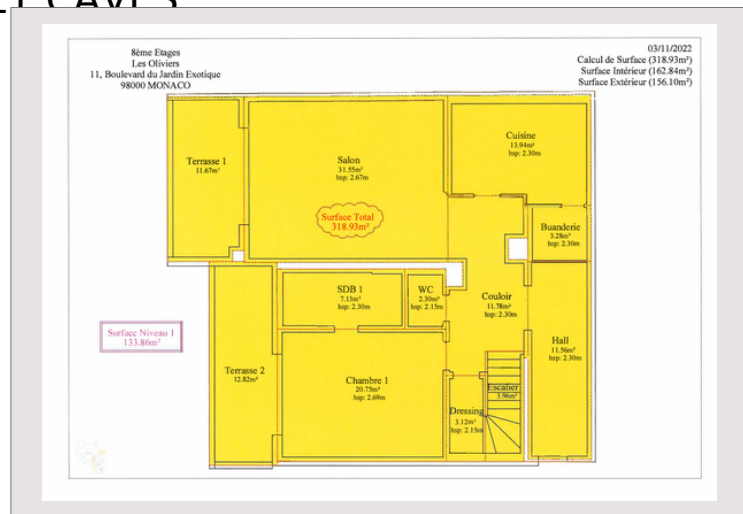 ET CAVES
8ème Etages
Les Oliviers
11, Boulevard du Jardin Exotique
98000 MONACO
03/11/2022
Calcul de Surface (318.93m²)
Surface Intérieur (162.84m²)
Surface Extérieur (156.10m²)
Terrasse 1
11.67m²
Salon
31.55m²
hsp: 2.67m
Cuisine
13.94m²
hsp: 2.30m
Surface Total
318.93m²
Buanderie
3.28m²
hsp: 2.30m
SDB 1
7.13m²
hsp: 2.30m
WC
2.30m²
hsp: 2.15m
Couloir
11.78m²
hsp: 2.30m
Surface Niveau 1
133.86m²
Hall
11.56m²
hsp: 2.30m
Terrasse 2
12.82m²
Chambre 1
20.75m²
hsp: 2.69m
Escalier
3.96m²
Dressing
3.12m²
hsp: 2.15m